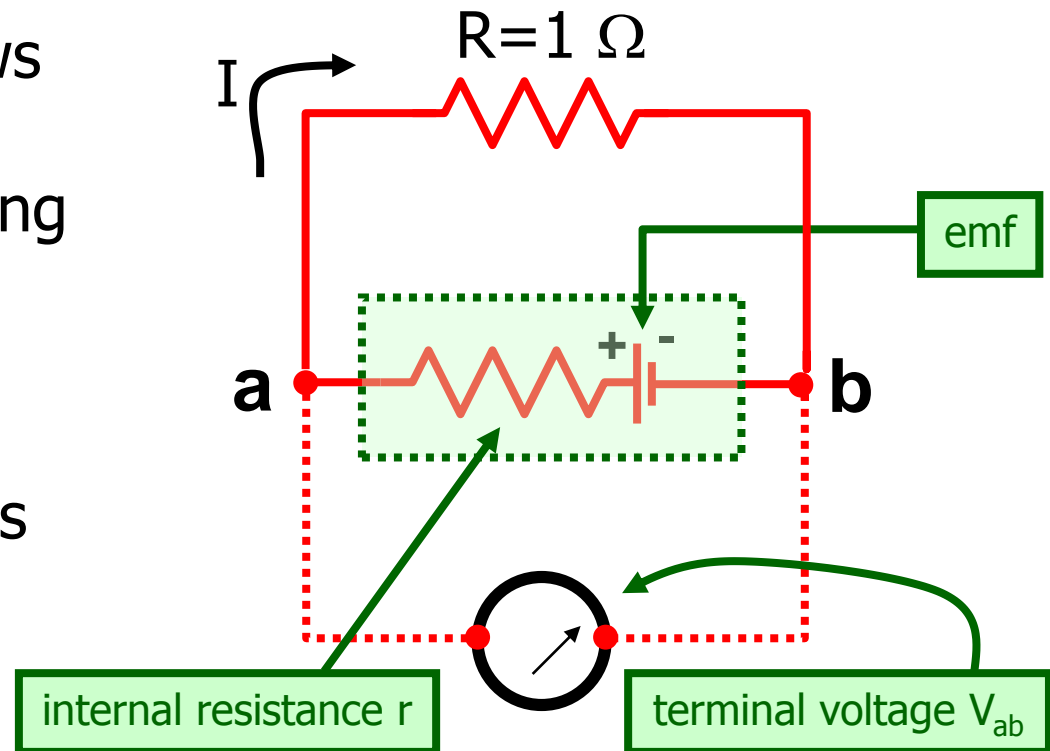 ws
R=1 Ω
I
ng
emf
+ -
a
b
s
internal resistance r
terminal voltage Vab